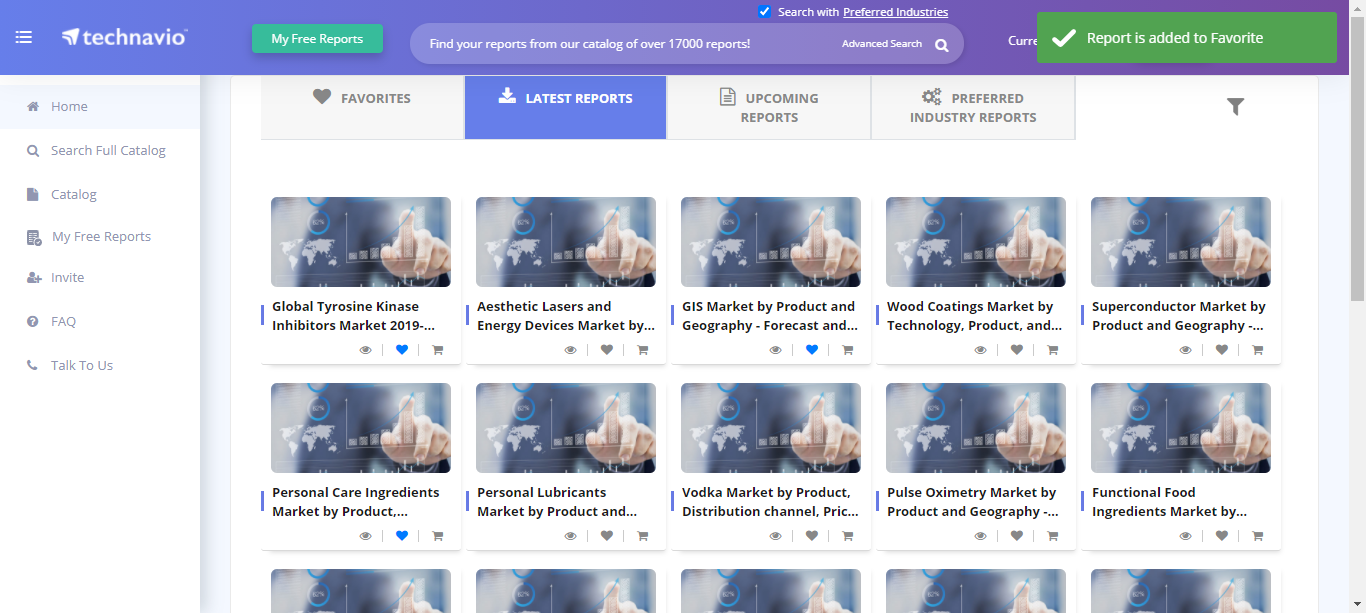 Search with Preferred Industries
technavio
My Free Reports
Find your reports from our catalog of over 17000 reports!
Advanced Search
Report is added to Favorite
Home
Search Full Catalog
Catalog
My Free Reports
Invite
FAQ
Talk To Us
FAVORITES
LATEST REPORTS
UPCOMING
REPORTS
PREFERRED
INDUSTRY REPORTS
Global Tyrosine Kinase
Inhibitors Market 2019-...
Aesthetic Lasers and
Energy Devices Market by...
GIS Market by Product and
Geography - Forecast and...
Wood Coatings Market by
Technology, Product, and...
Superconductor Market by
Product and Geography -...
Personal Care Ingredients
Market by Product,...
Personal Lubricants
Market by Product and...
Vodka Market by Product,
Distribution channel, Pric...
Pulse Oximetry Market by
Product and Geography -...
Functional Food
Ingredients Market by...